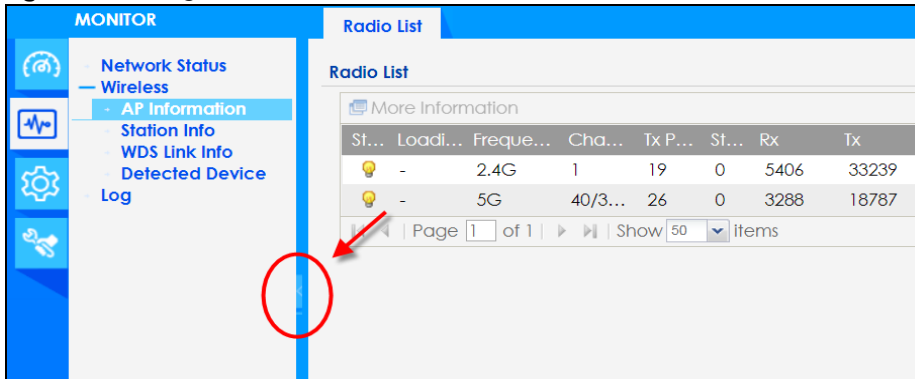 MONITOR
Radio List
Network Status
Wireless
AP Information
Station Info
WDS Link Info
Detected Device
Log
Radio List
More Information
St... Loadi... Freque... Cha... Tx P... St... Rx Tx
- 2.4G 1 19 0 5406 33239
- 5G 40/3... 26 0 3288 18787
Page 1 of 1 Show 50 items